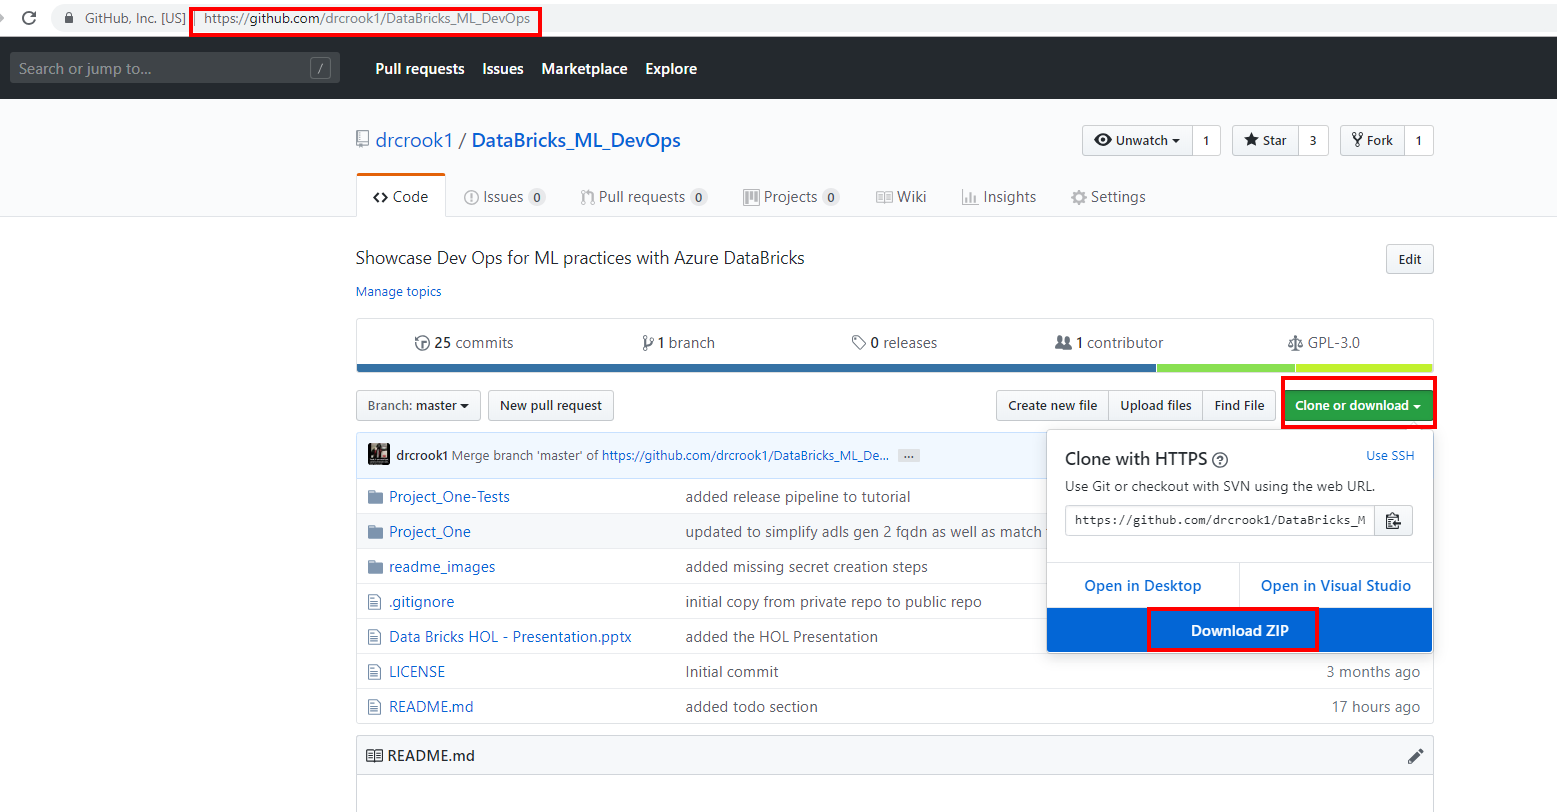 GitHub, Inc. [US] https://github.com/drcrook1/DataBricks_ML_DevOps
Search or jump to... / Pull requests Issues Marketplace Explore
drcrook1 / DataBricks_ML_DevOps Unwatch 1 Star 3 Fork 1
Code Issues 0 Pull requests 0 Projects 0 Wiki Insights Settings
Showcase Dev Ops for ML practices with Azure DataBricks Edit
Manage topics
25 commits 1 branch 0 releases 1 contributor GPL-3.0
Branch: master New pull request Create new file Upload files Find File Clone or download
drcrook1 Merge branch 'master' of https://github.com/drcrook1/DataBricks_ML_De... ...
Project_One-Tests added release pipeline to tutorial
Project_One updated to simplify adls gen 2 fqdn as well as match
readme_images added missing secret creation steps
.gitignore initial copy from private repo to public repo
Data Bricks HOL - Presentation.pptx added the HOL Presentation
LICENSE Initial commit 3 months ago
README.md added todo section 17 hours ago
Clone with HTTPS ? Use SSH
Use Git or checkout with SVN using the web URL.
https://github.com/drcrook1/DataBricks_M
Open in Desktop Open in Visual Studio
Download ZIP
README.md